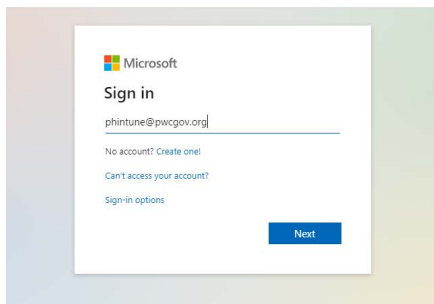 Microsoft
Sign in
phintune@pwcgov.org
No account? Create one!
Can't access your account?
Sign-in options
Next